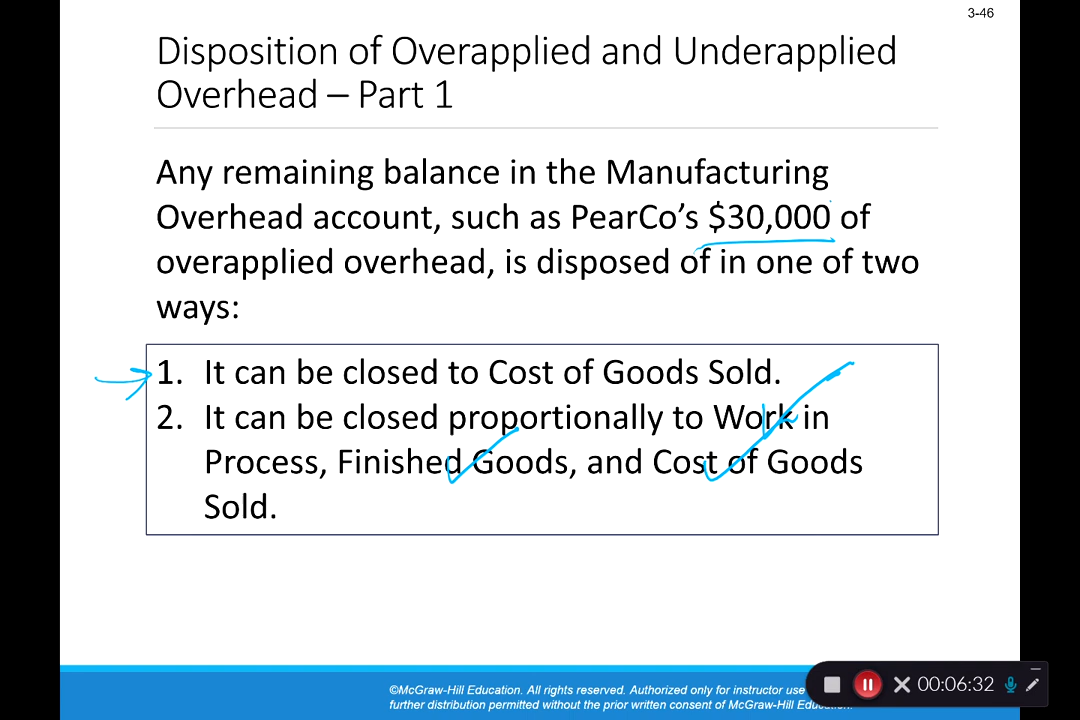 3-46
Disposition of Overapplied and Underapplied
Overhead – Part 1
Any remaining balance in the Manufacturing
Overhead account, such as PearCo’s $30,000 of
overapplied overhead, is disposed of in one of two
ways:
1. It can be closed to Cost of Goods Sold.
2. It can be closed proportionally to Work in
Process, Finished Goods, and Cost of Goods
Sold.
©McGraw-Hill Education. All rights reserved. Authorized only for instructor use
further distribution permitted without the prior written consent of McGraw-Hill Education.
00:06:32